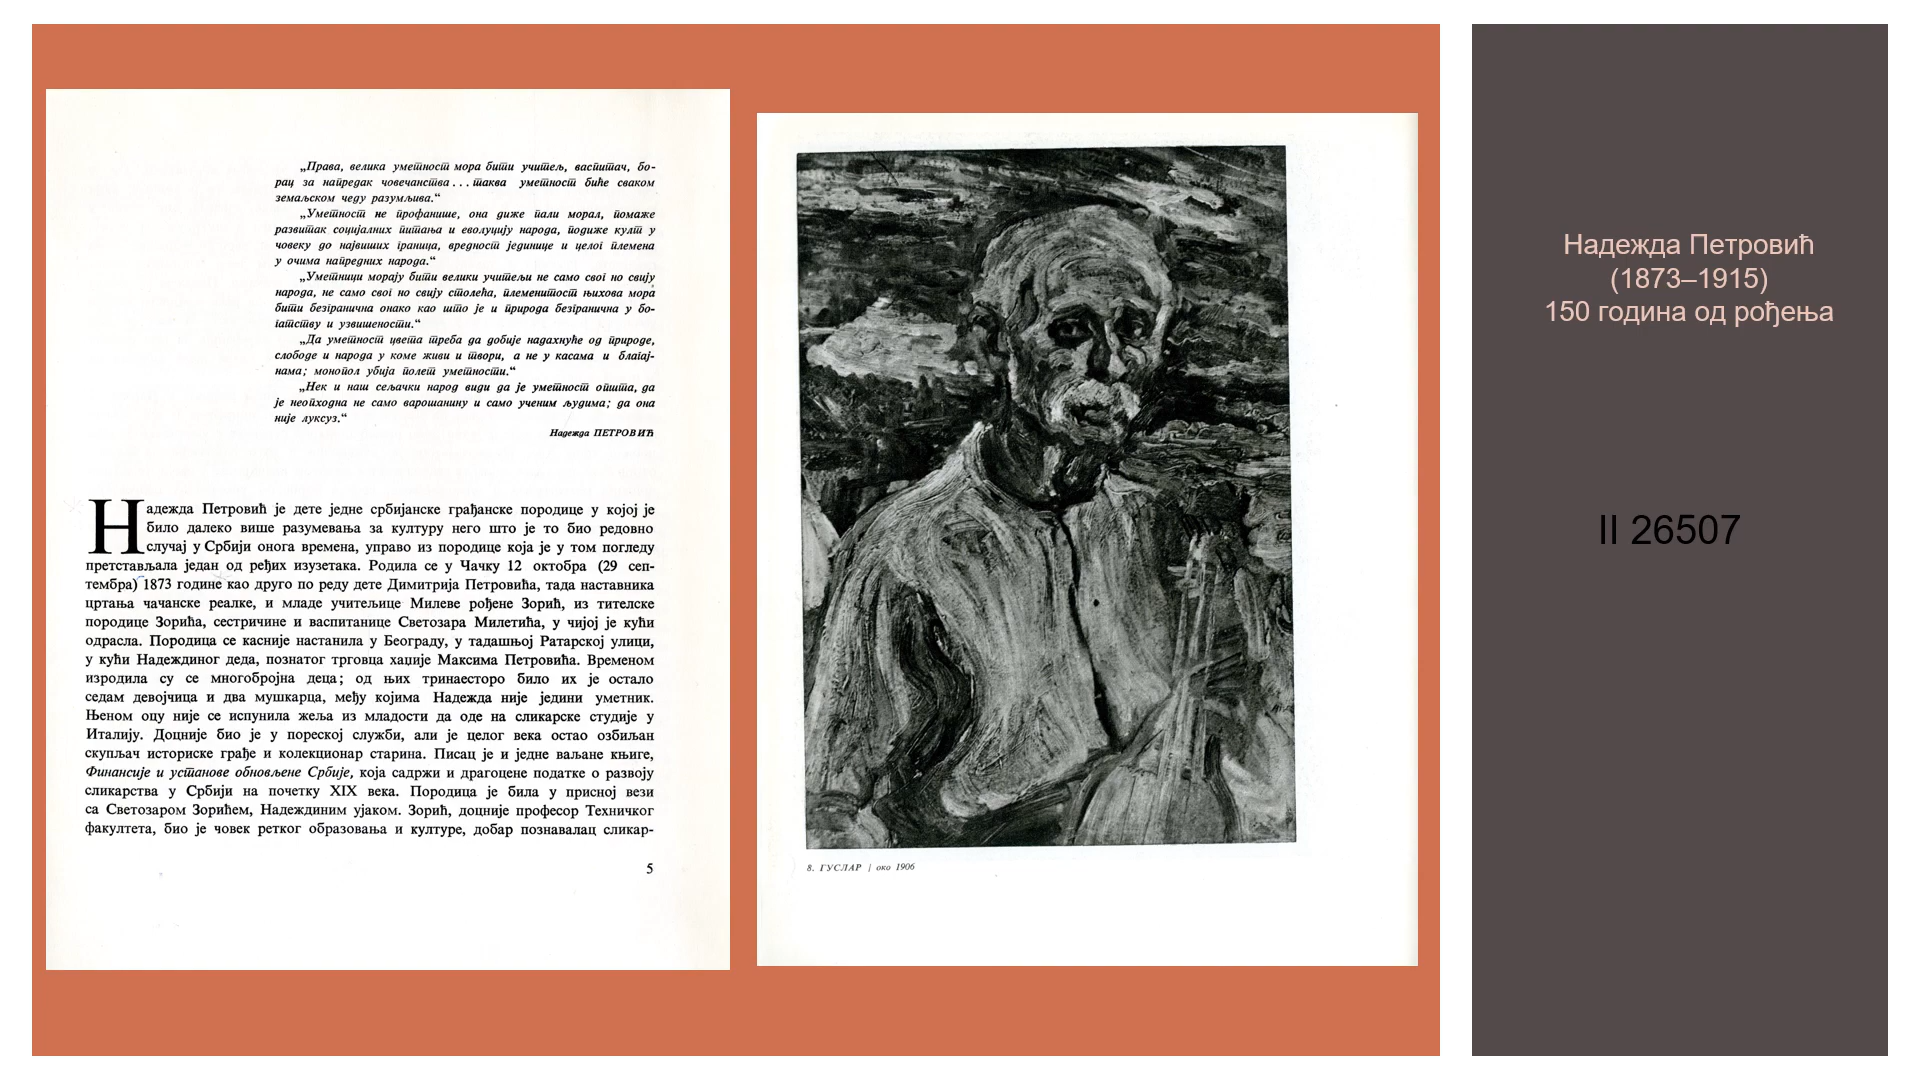 „Права, велика уметност мора бити учитељ, васпитач, бо-
рац за напредак човечанства . . . таква уметност биће сваком
земаљском чеду разумљива.“
„Уметност не профанише, она диже пали морал, помаже
развитак социјалних питања и еволуцију народа, подиже култ у
човеку до највиших граница, вредност јединице и целог племена
у очима напредних народа.“
„Уметници морају бити велики учитељи не само свог но свију
народа, не само свог но свију столећа, племенитост њихова мора
бити безгранична онако као што је и природа безгранична у бо-
гатству и узвишености.“
„Да уметност цвета треба да добије надахнуће од природе,
слободе и народа у коме живи и твори, а не у касама и благај-
нама; монопол убија полет уметности.“
„Нек и наш сељачки народ види да је уметност општа, да
је неопходна не само варошанину и само ученим људима; да она
није луксуз.“
Надежда ПЕТРОВИЋ
Надежда Петровић је дете једне србијанске грађанске породице у којој је
било далеко више разумевања за културу него што је то био редовно
случај у Србији онога времена, управо из породице која је у том погледу
претстављала један од ређих изузетака. Родила се у Чачку 12 октобра (29 сеп-
тембра) 1873 године као друго по реду дете Димитрија Петровића, тада наставника
цртања чачанске реалке, и младе учитељице Милеве рођене Зорић, из тителске
породице Зорића, сестричине и васпитанице Светозара Милетића, у чијој је кући
одрасла. Породица се касније настанила у Београду, у тадашњој Ратарској улици,
у кући Надеждиног деда, познатог трговца хаџије Максима Петровића. Временом
изродила су се многобројна деца; од њих тринаесторо било их је остало
седам девојчица и два мушкарца, међу којима Надежда није једини уметник.
Њеном оцу није се испунила жеља из младости да оде на сликарске студије у
Италију. Доцније био је у пореској служби, али је целог века остао озбиљан
скупљач историске грађе и колекционар старина. Писац је и једне ваљане књиге,
Финансије и установе обновљене Србије, која садржи и драгоцене податке о развоју
сликарства у Србији на почетку XIX века. Породица је била у присној вези
са Светозаром Зорићем, Надеждиним ујаком. Зорић, доцније професор Техничког
факултета, био је човек ретког образовања и културе, добар познавалац сликар-
5
8. ГУСЛАР | око 1906
Надежда Петровић
(1873–1915)
150 година од рођења
II 26507